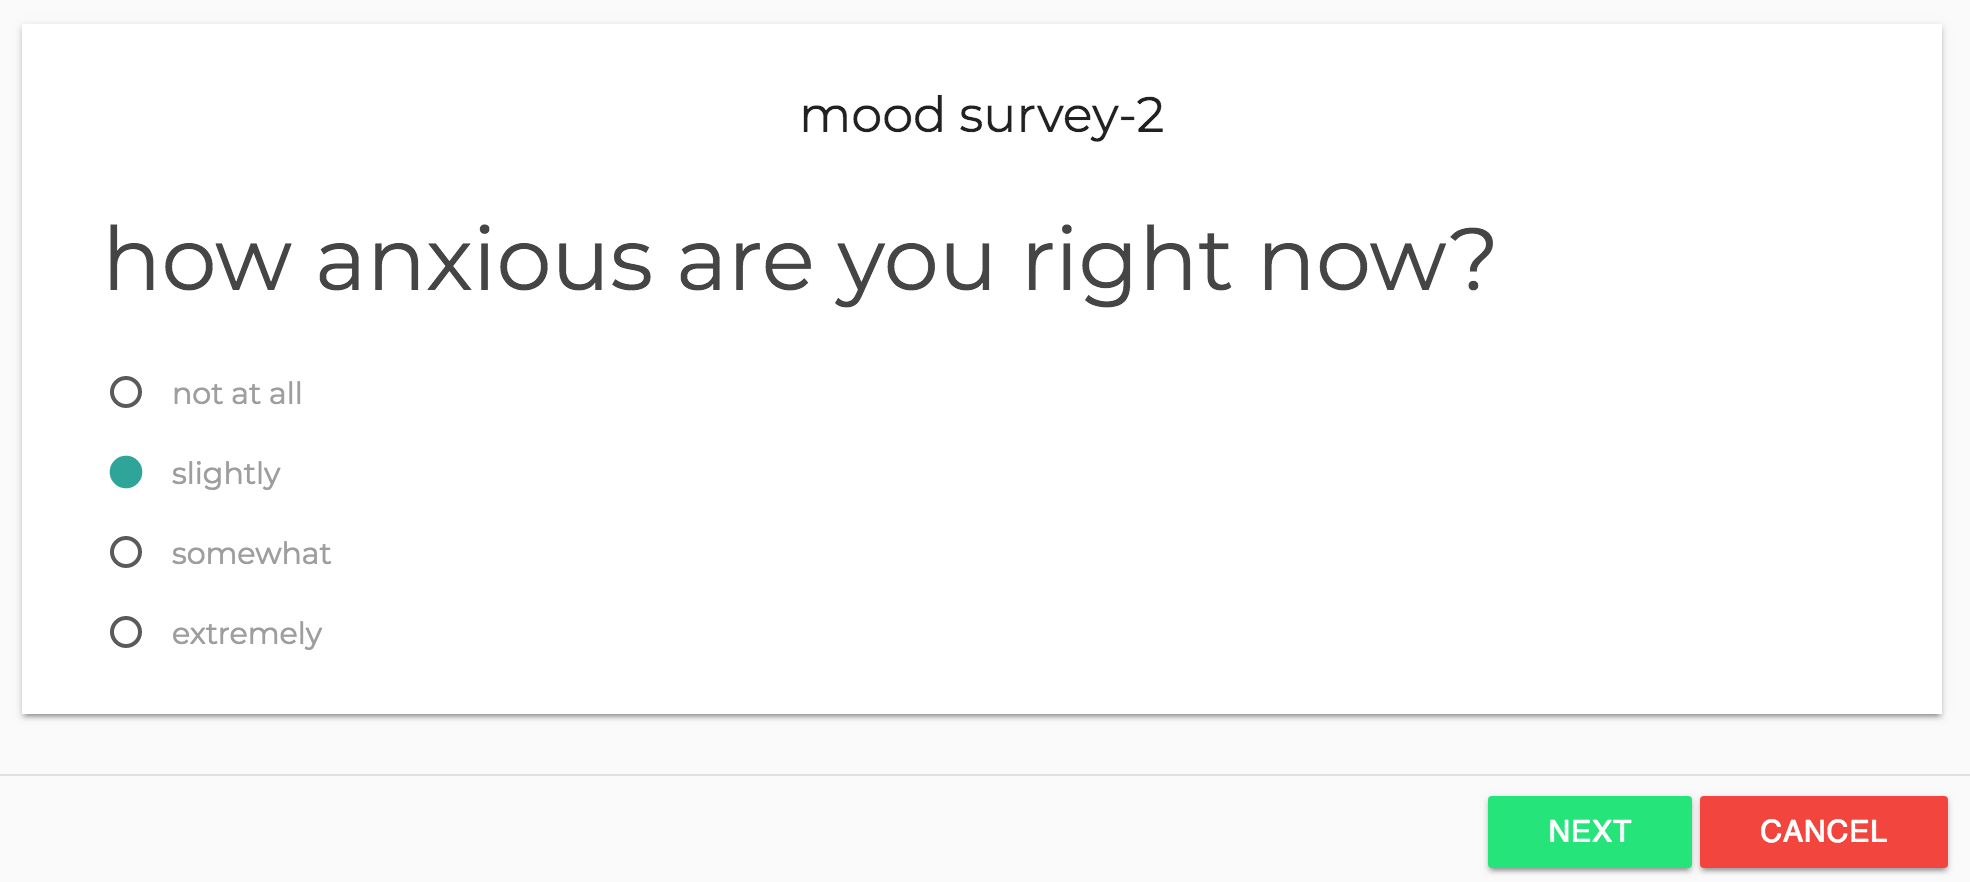 mood survey-2
how anxious are you right now?
not at all
slightly
somewhat
extremely
NEXT CANCEL